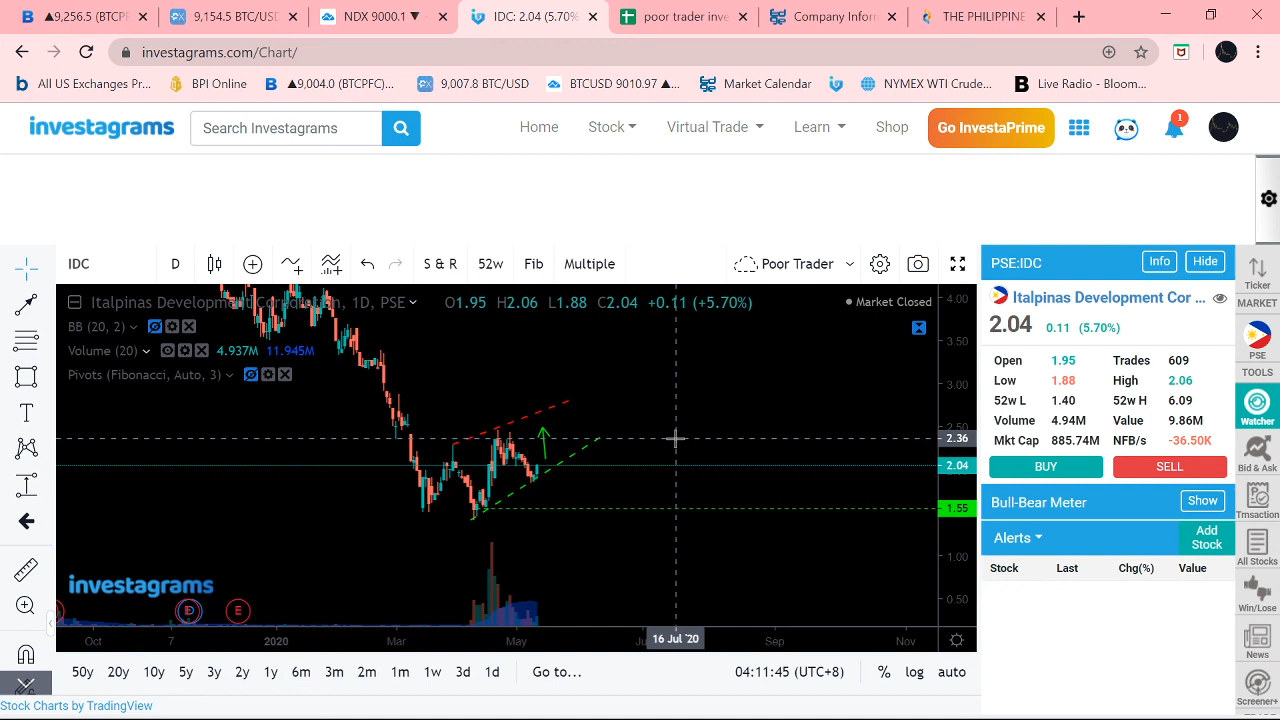 ▲6,956.0 (BTCPF
9,154.5 BTC/USD
NDX 9000.1 ▼
IDC: 2.04 (5.70%
poor trader inve
Company Inform
THE PHILIPPINE
investagrams.com/Chart/
All US Exchanges Pr...
BPI Online
▲9,004.0 (BTCPFC)...
9,007.8 BTC/USD
BTCUSD 9010.97 ▲...
Market Calendar
NYMEX WTI Crude...
Live Radio - Bloom...
investagrams
Search Investagrams
Home
Stock
Virtual Trade
Learn
Shop
Go InvestaPrime
1
IDC
D
S & R
52w
Fib
Multiple
Poor Trader
Italpinas Development Corporation, 1D, PSE
O1.95 H2.06 L1.88 C2.04 +0.11 (+5.70%)
Market Closed
BB (20, 2)
Volume (20)
4.937M 11.945M
Pivots (Fibonacci, Auto, 3)
4.00
3.50
3.00
2.50
2.36
2.04
1.55
1.00
0.50
investagrams
E
Oct
7
2020
Mar
May
16 Jul '20
Sep
Nov
50y 20y 10y 5y 3y 2y 1y 6m 3m 2m 1m 1w 3d 1d
Go to...
04:11:45 (UTC+8)
%
log
auto
Stock Charts by TradingView
PSE:IDC
Info
Hide
Italpinas Development Cor ...
2.04 0.11 (5.70%)
Open 1.95 Trades 609
Low 1.88 High 2.06
52w L 1.40 52w H 6.09
Volume 4.94M Value 9.86M
Mkt Cap 885.74M NFB/s -36.50K
BUY
SELL
Bull-Bear Meter
Show
Alerts
Add
Stock
Stock Last Chg(%) Value
Ticker
MARKET
PSE
TOOLS
Watcher
Bid & Ask
Trnsaction
All Stocks
Win/Lose
News
Screener+